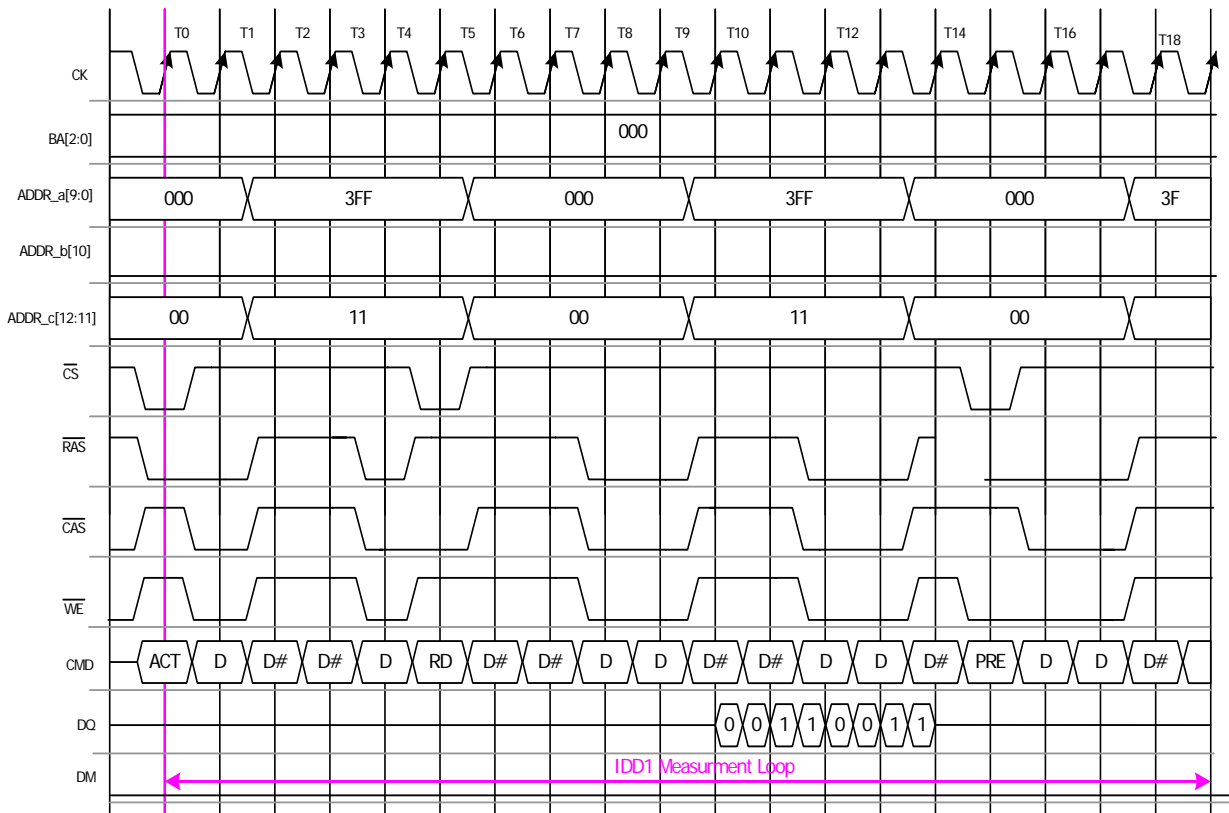 T0 T1 T2 T3 T4 T5 T6 T7 T8 T9 T10 T12 T14 T16 T18
CK
BA[2:0] 000
ADDR_a[9:0] 000 3FF 000 3FF 000 3F
ADDR_b[10]
ADDR_c[12:11] 00 11 00 11 00
CS
RAS
CAS
WE
CMD ACT D D# D# D RD D# D# D D D# D# D D D# PRE D D D#
DQ 0 0 1 1 0 0 1 1
IDD1 Measurment Loop
DM